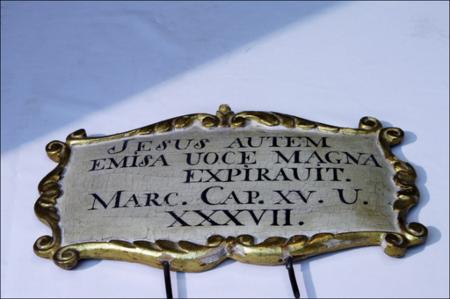 JESUS AUTEM
EMISA UOCE MAGNA
EXPIRAUIT.
MARC. CAP. XV. U.
XXXVII.